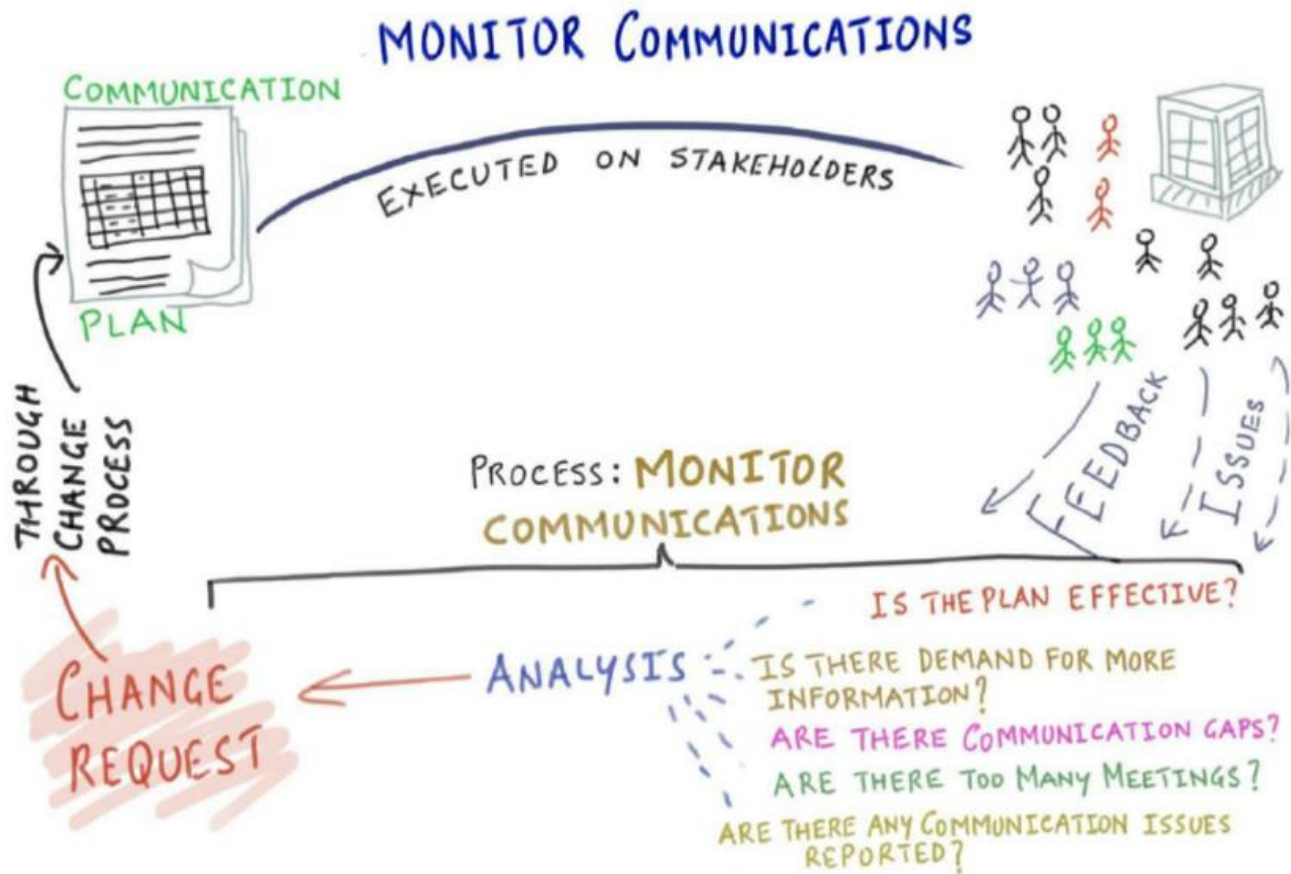 MONITOR COMMUNICATIONS
COMMUNICATION
PLAN
EXECUTED ON STAKEHOLDERS
FEEDBACK
ISSUES
THROUGH
CHANGE
PROCESS
PROCESS: MONITOR
COMMUNICATIONS
IS THE PLAN EFFECTIVE?
ANALYSIS
IS THERE DEMAND FOR MORE
INFORMATION?
ARE THERE COMMUNICATION GAPS?
ARE THERE TOO MANY MEETINGS?
ARE THERE ANY COMMUNICATION ISSUES
REPORTED?
CHANGE
REQUEST